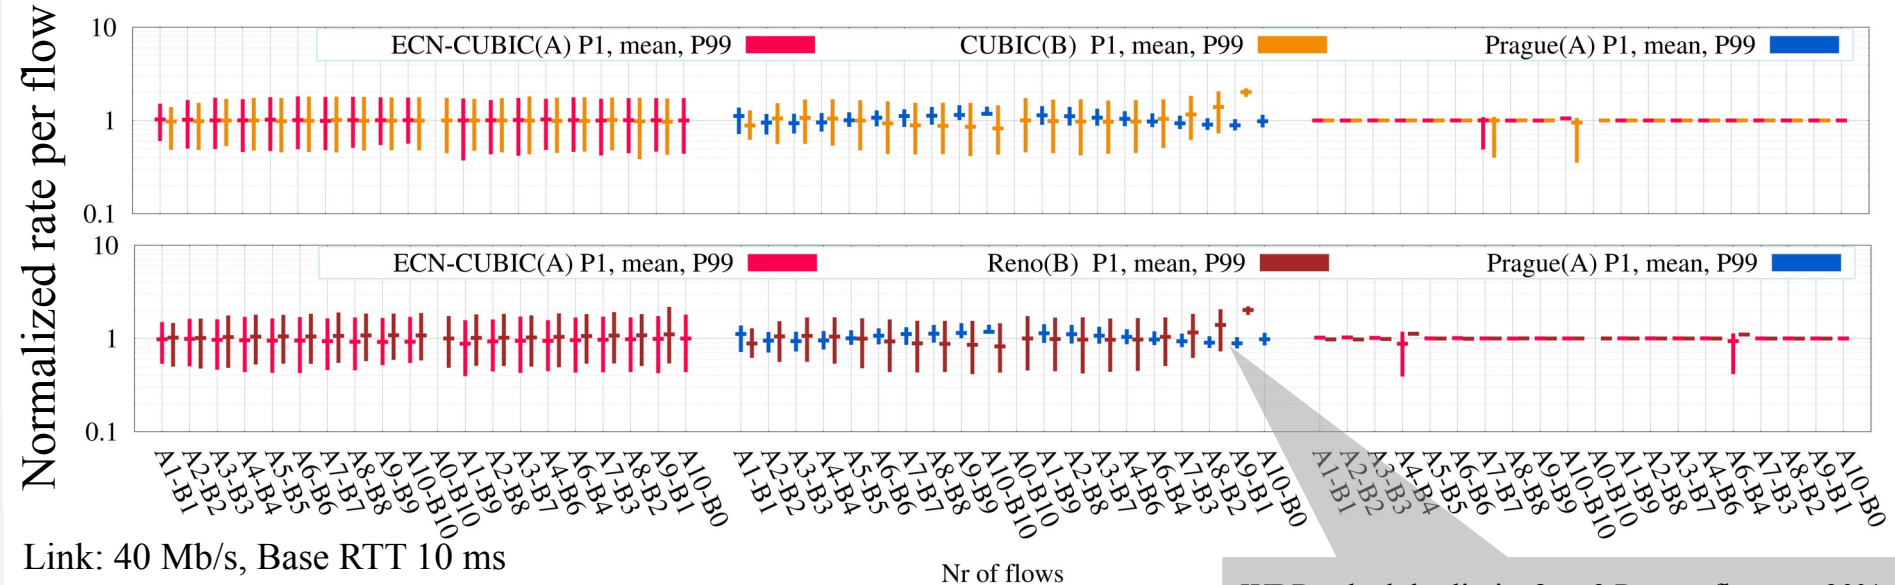 Normalized rate per flow
10
1
0.1
ECN-CUBIC(A) P1, mean, P99
CUBIC(B) P1, mean, P99
Prague(A) P1, mean, P99
10
1
0.1
ECN-CUBIC(A) P1, mean, P99
Reno(B) P1, mean, P99
Prague(A) P1, mean, P99
A1-B1
A2-B2
A3-B3
A4-B4
A5-B5
A6-B6
A7-B7
A8-B8
A9-B9
A10-B10
A0-B10
A1-B9
A2-B8
A3-B7
A4-B6
A6-B4
A7-B3
A8-B2
A9-B1
A10-B0
A1-B1
A2-B2
A3-B3
A4-B4
A5-B5
A6-B6
A7-B7
A8-B8
A9-B9
A10-B10
A0-B10
A1-B9
A2-B8
A3-B7
A4-B6
A6-B4
A7-B3
A8-B2
A9-B1
A10-B0
A1-B1
A2-B2
A3-B3
A4-B4
A5-B5
A6-B6
A7-B7
A8-B8
A9-B9
A10-B10
A0-B10
A1-B9
A2-B8
A3-B7
A4-B6
A6-B4
A7-B3
A8-B2
A9-B1
A10-B0
Link: 40 Mb/s, Base RTT 10 ms
Nr of flows